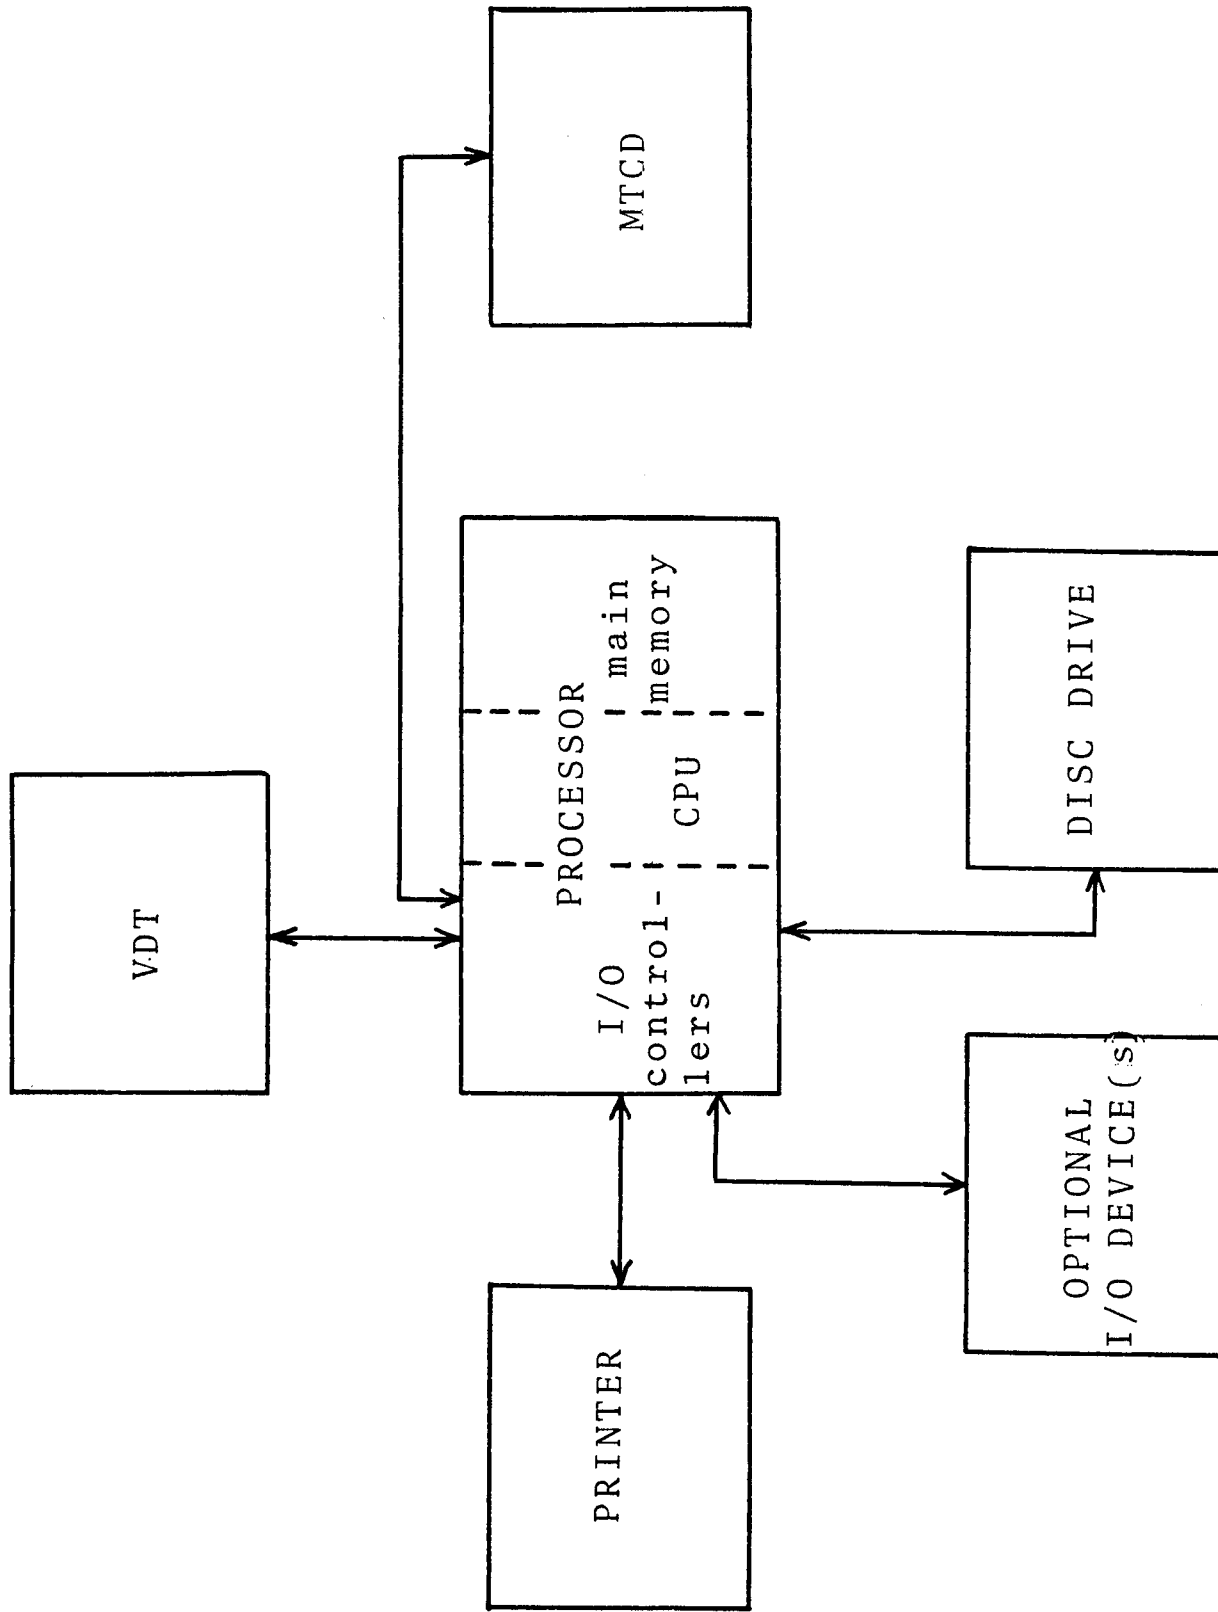 VDT
PROCESSOR
I/O
control-
lers
CPU
main
memory
PRINTER
MTCD
OPTIONAL
I/O DEVICE(s)
DISC DRIVE